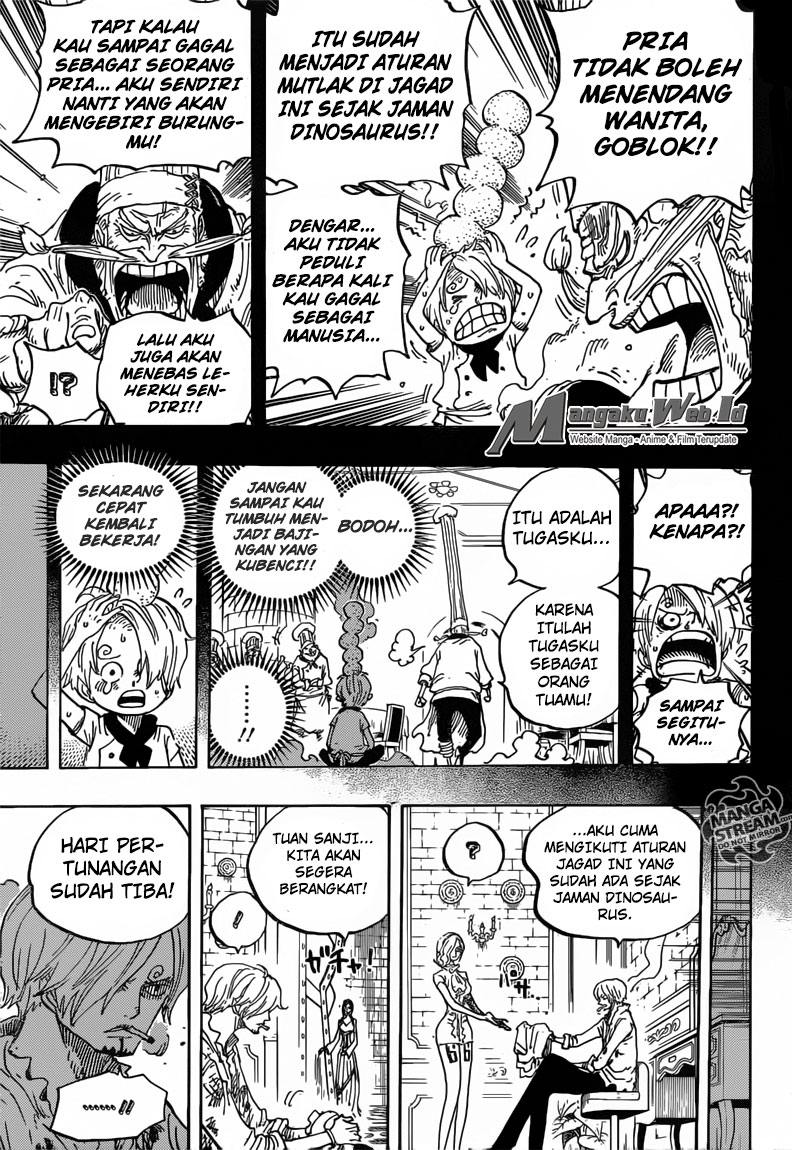 PRIA
TIDAK BOLEH
MENENDANG
WANITA,
GOBLOK!!
ITU SUDAH
MENJADI ATURAN
MUTLAK DI JAGAD
INI SEJAK JAMAN
DINOSAURUS!!
DENGAR...
AKU TIDAK
PEDULI
BERAPA KALI
KAU GAGAL
SEBAGAI
MANUSIA...
TAPI KALAU
KAU SAMPAI GAGAL
SEBAGAI SEORANG
PRIA... AKU SENDIRI
NANTI YANG AKAN
MENGEBIRI BURUNG-
MU!
LALU AKU
JUGA AKAN
MENEBAS LE-
HERKU SEN-
DIRI!!
!?
Mangaku.Web.Id
Website Manga - Anime & Film Terupdate
APAAA?!
KENAPA?!
SAMPAI
SEGITU-
NYA...
ITU ADALAH
TUGASKU...
KARENA
ITULAH
TUGASKU
SEBAGAI
ORANG
TUAMU!
BODOH...
JANGAN
SAMPAI KAU
TUMBUH MEN-
JADI BAJI-
NGAN YANG
KUBENCI!!
......!!
SEKARANG
CEPAT
KEMBALI
BEKERJA!
MANGA
STREAM.COM
DO NOT MIRROR
...AKU CUMA
MENGIKUTI ATURAN
JAGAD INI YANG
SUDAH ADA SEJAK
JAMAN DINOSAU-
RUS.
?
66
TUAN SANJI...
KITA AKAN
SEGERA
BERANGKAT!
!
ガチャ!
HARI PER-
TUNANGAN
SUDAH TIBA!
........!!